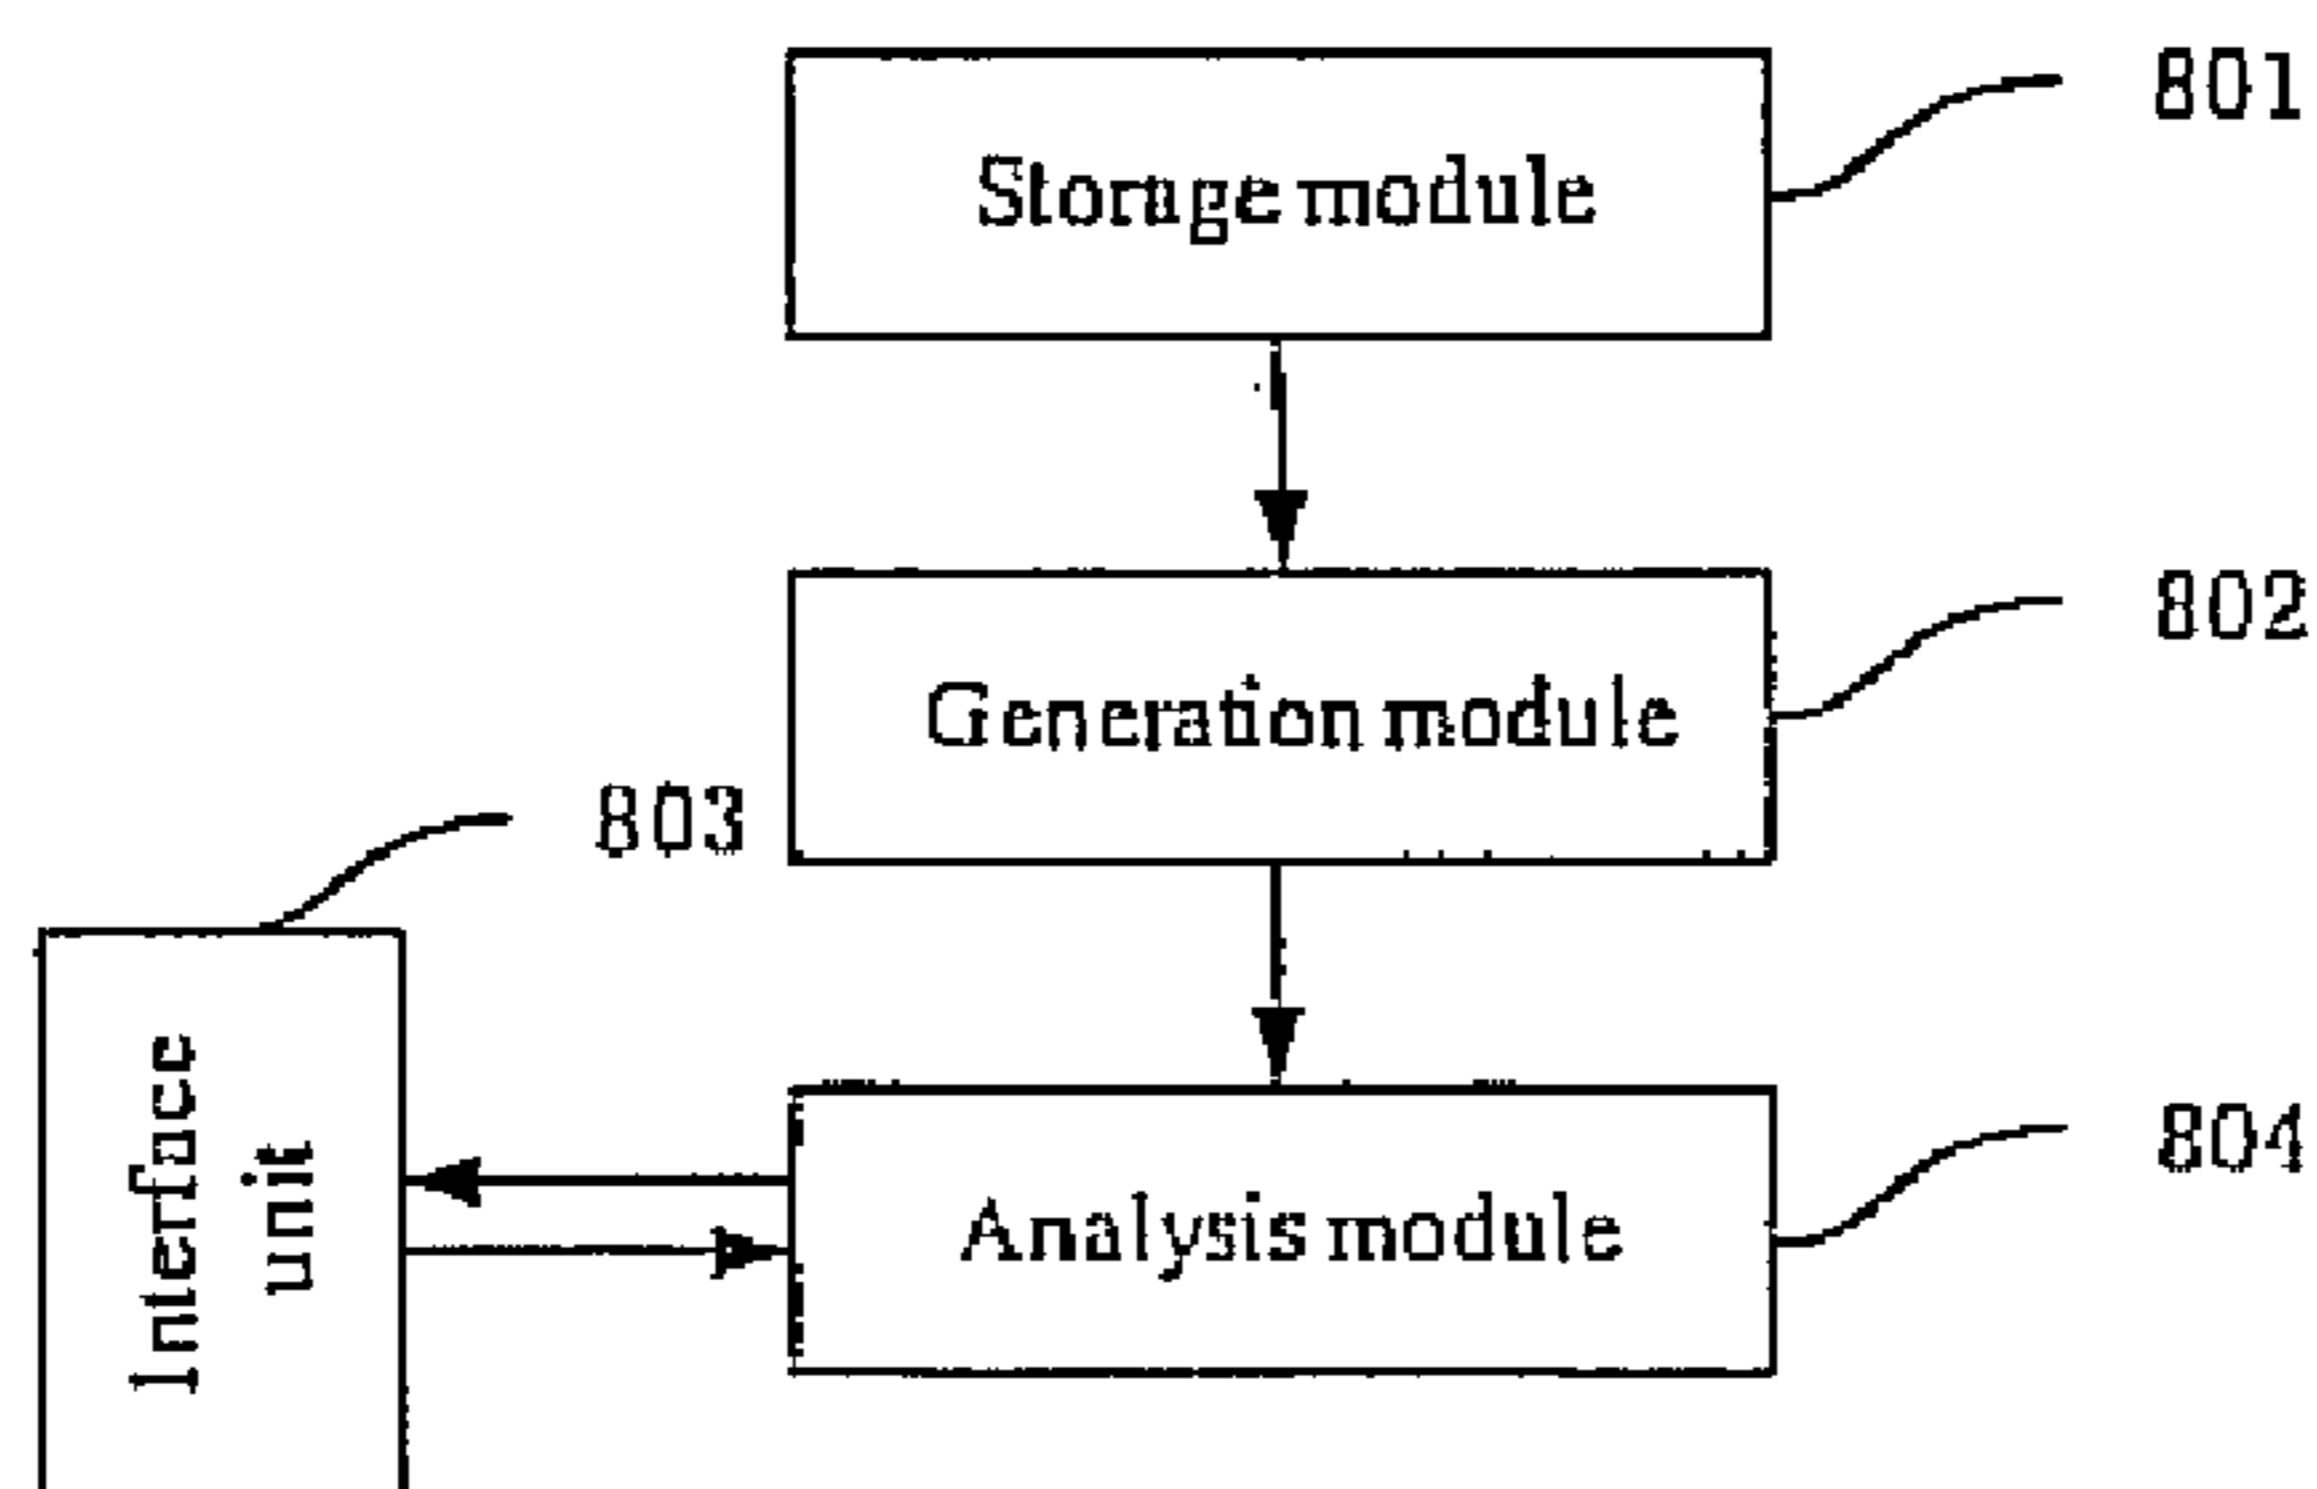 801
Storage module
802
Generation module
803
Interface
unit
804
Analysis module